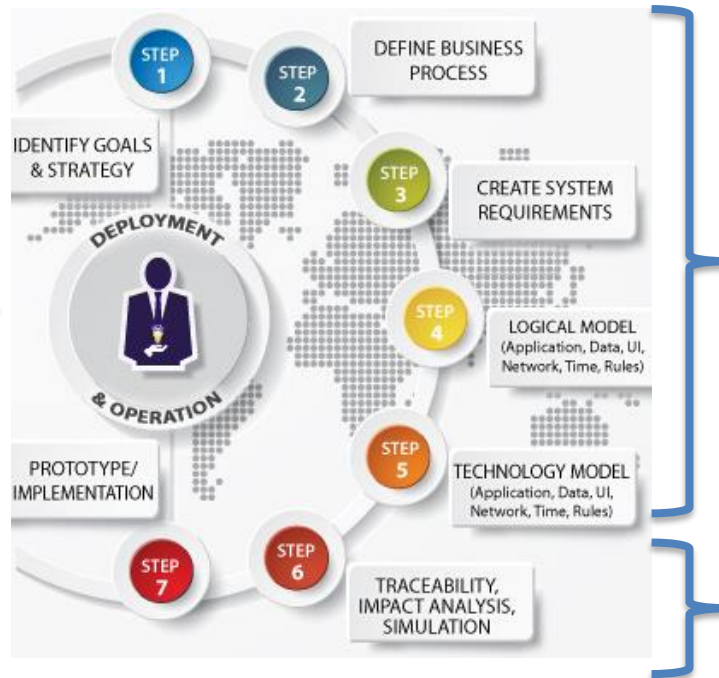 STEP
1
IDENTIFY GOALS
& STRATEGY
STEP
2
DEFINE BUSINESS
PROCESS
STEP
3
CREATE SYSTEM
REQUIREMENTS
STEP
4
LOGICAL MODEL
(Application, Data, UI,
Network, Time, Rules)
STEP
5
TECHNOLOGY MODEL
(Application, Data, UI,
Network, Time, Rules)
STEP
6
TRACEABILITY,
IMPACT ANALYSIS,
SIMULATION
STEP
7
PROTOTYPE/
IMPLEMENTATION
DEPLOYMENT
& OPERATION